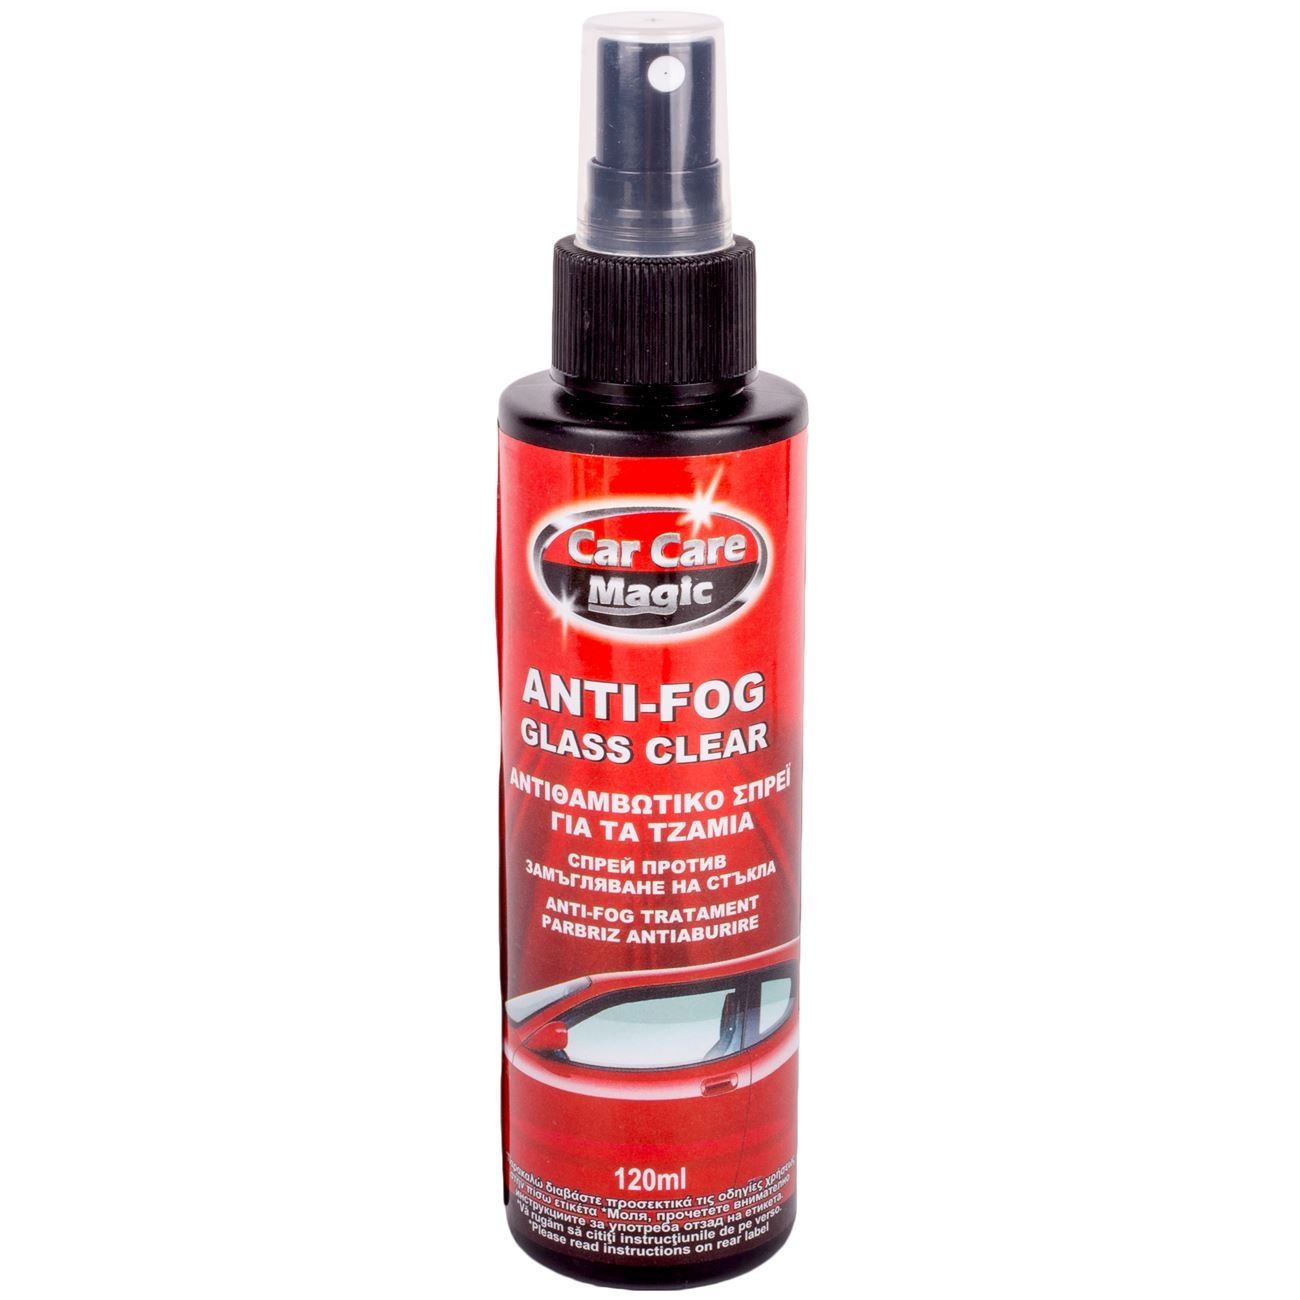 Car Care
Magic
ANTI-FOG
GLASS CLEAR
ΑΝΤΙΘΑΜΒΩΤΙΚΟ ΣΠΡΕΪ
ΓΙΑ ΤΑ ΤΖΑΜΙΑ
СПРЕЙ ПРОТИВ
ЗАМЪГЛЯВАНЕ НА СТЪКЛА
ANTI-FOG TRATAMENT
PARBRIZ ANTIABURIRE
120ml
διαβάστε προσεκτικά τις οδηγίες χρήσεως
στην πίσω ετικέτα *Моля, прочетете внимателно
инструкциите за употреба отзад на етикета.
*Vă rugăm să citiți instrucțiunile de pe verso.
*Please read instructions on rear label